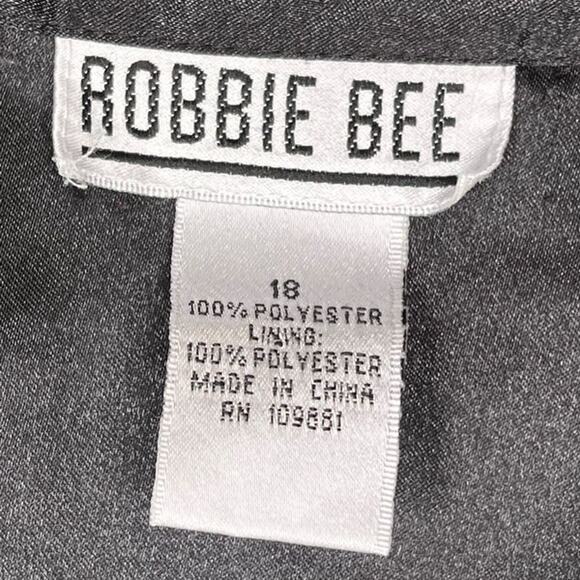 ROBBIE BEE
18
100% POLYESTER
LINING:
100% POLYESTER
MADE IN CHINA
RN 109881